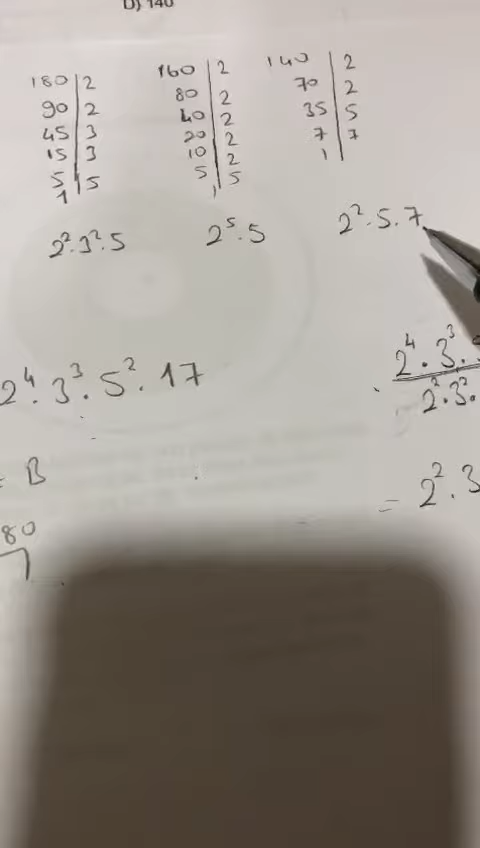 D) 140
180 | 2
90 | 2
45 | 3
15 | 3
5 | 5
1
160 | 2
80 | 2
40 | 2
20 | 2
10 | 2
5 | 5
1
140 | 2
70 | 2
35 | 5
7 | 7
1
2².3².5
2⁵.5
2².5.7
2⁴.3³.5².17
2⁴.3³.
2².3².
= B
= 2².3
80